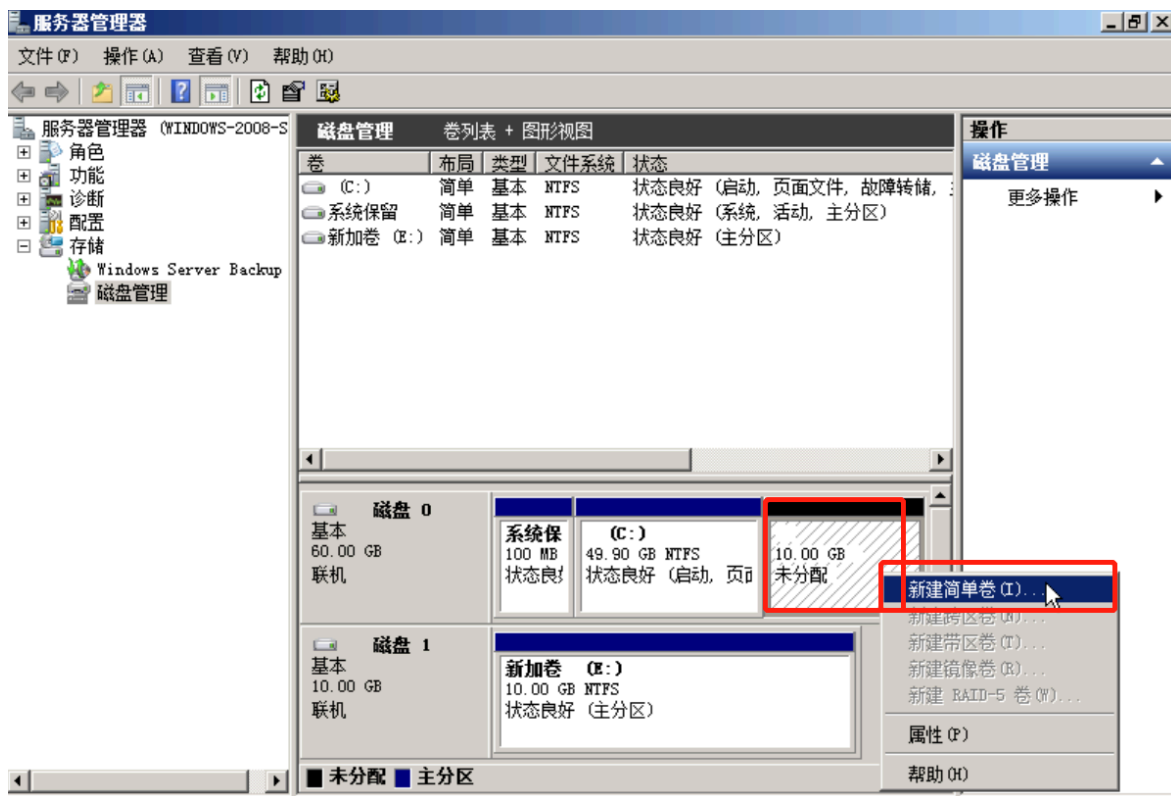 服务器管理器
文件(F) 操作(A) 查看(V) 帮助(H)
服务器管理器 (WINDOWS-2008-S
角色
功能
诊断
配置
存储
Windows Server Backup
磁盘管理
磁盘管理 卷列表 + 图形视图
卷 布局 类型 文件系统 状态
(C:) 简单 基本 NTFS 状态良好 (启动, 页面文件, 故障转储,
系统保留 简单 基本 NTFS 状态良好 (系统, 活动, 主分区)
新加卷 (E:) 简单 基本 NTFS 状态良好 (主分区)
磁盘 0
基本
60.00 GB
联机
系统保
100 MB
状态良
(C:)
49.90 GB NTFS
状态良好 (启动, 页面
10.00 GB
未分配
磁盘 1
基本
10.00 GB
联机
新加卷 (E:)
10.00 GB NTFS
状态良好 (主分区)
未分配 主分区
操作
磁盘管理
更多操作
新建简单卷(I)...
新建跨区卷(N)...
新建带区卷(T)...
新建镜像卷(R)...
新建 RAID-5 卷(W)...
属性(P)
帮助(H)